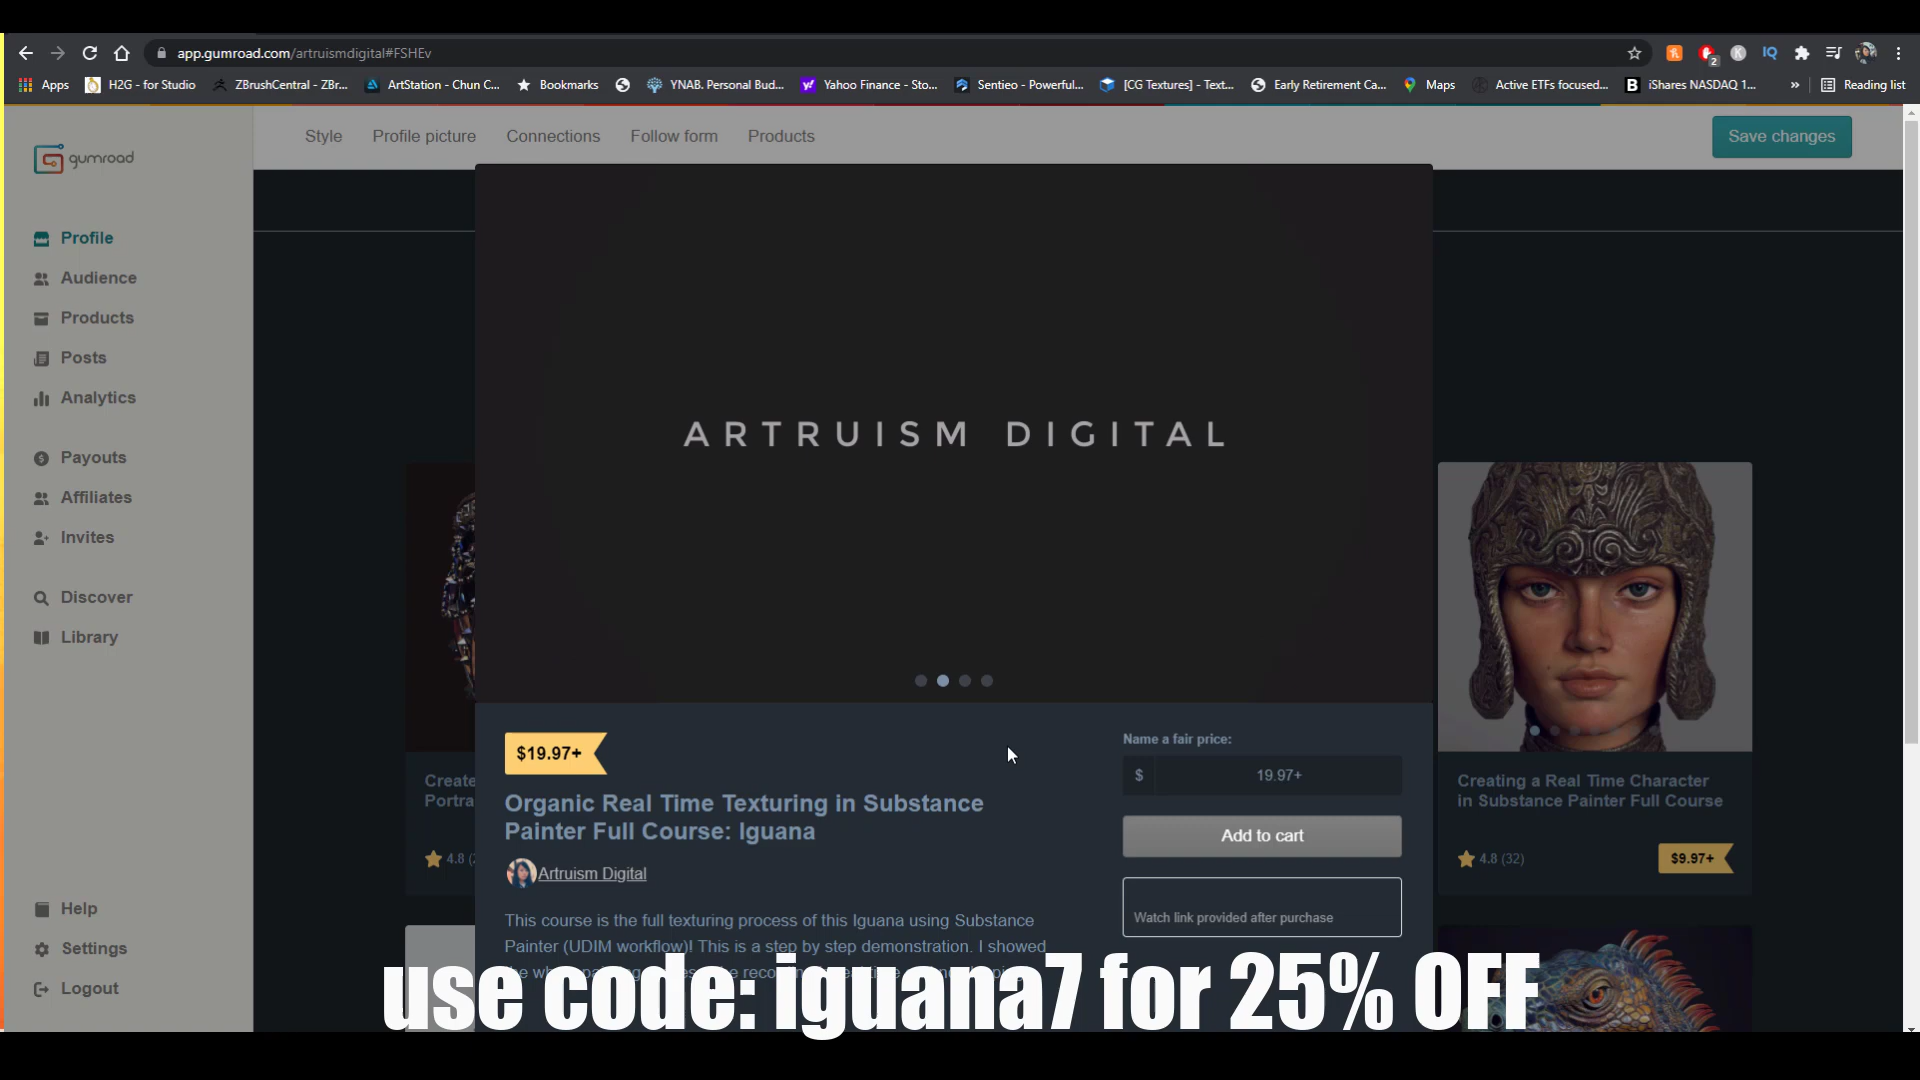 app.gumroad.com/artruismdigital#FSHEv
Apps
H2G - for Studio
ZBrushCentral - ZBr...
ArtStation - Chun C...
Bookmarks
YNAB. Personal Bud...
Yahoo Finance - Sto...
Sentieo - Powerful...
[CG Textures] - Text...
Early Retirement Ca...
Maps
Active ETFs focused...
iShares NASDAQ 1...
»
Reading list
gumroad
Style
Profile picture
Connections
Follow form
Products
Save changes
Profile
Audience
Products
Posts
Analytics
Payouts
Affiliates
Invites
Discover
Library
Help
Settings
Logout
ARTRUISM DIGITAL
$19.97+
Organic Real Time Texturing in Substance
Painter Full Course: Iguana
Artruism Digital
This course is the full texturing process of this Iguana using Substance
Painter (UDIM workflow)! This is a step by step demonstration. I showed
Name a fair price:
$ 19.97+
Add to cart
Watch link provided after purchase
Create
Portra
4.8
Creating a Real Time Character
in Substance Painter Full Course
4.8 (32)
$9.97+
use code: iguana7 for 25% OFF